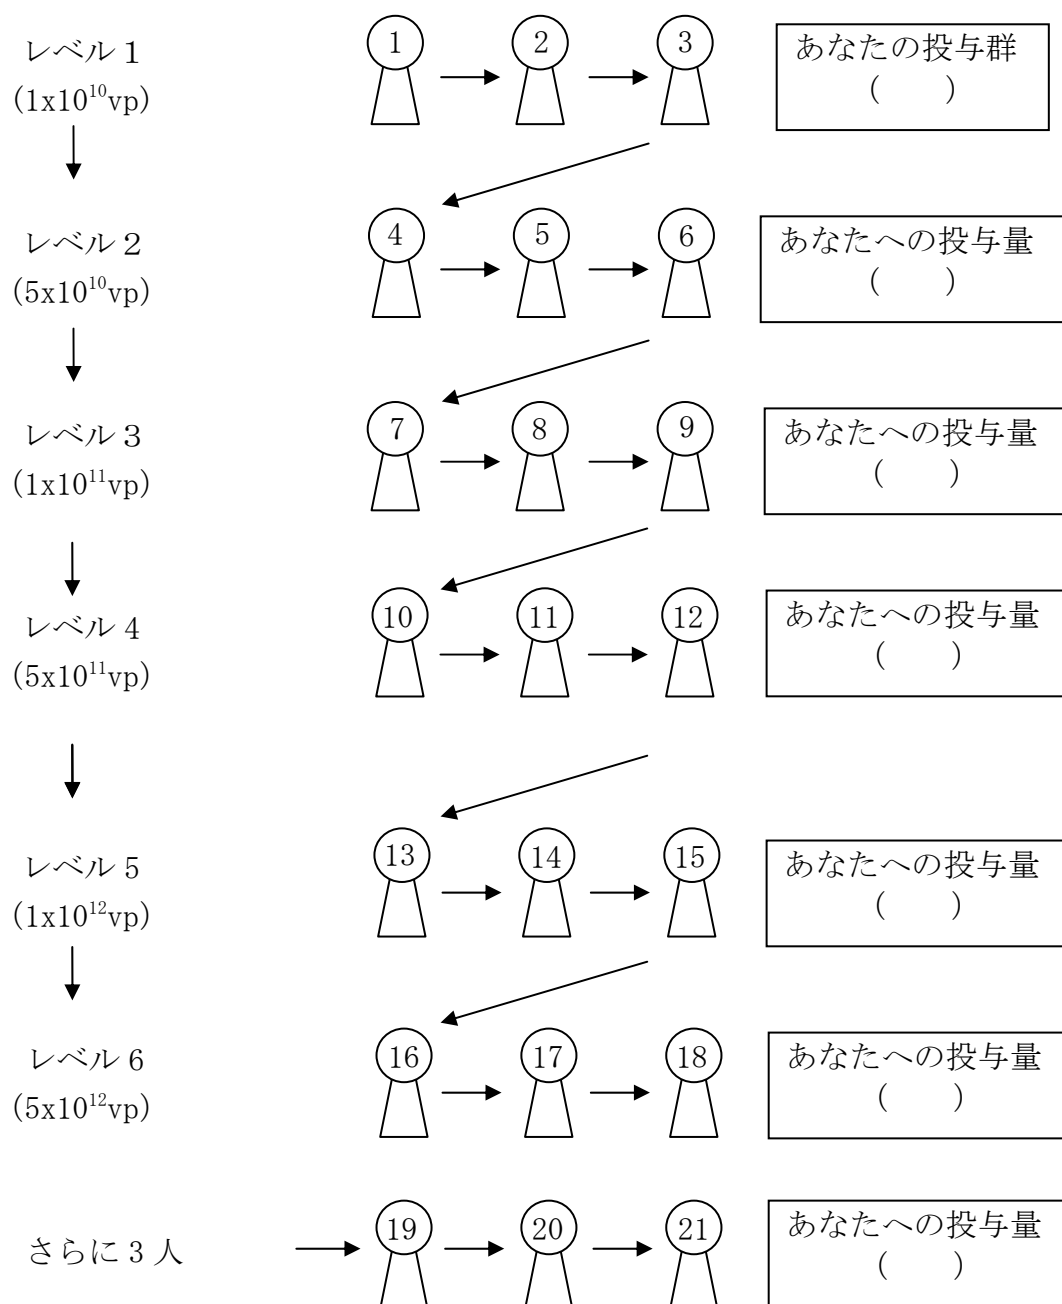 レベル 1
(1x10¹⁰vp)
1 2 3
あなたの投与群
(　　)
レベル 2
(5x10¹⁰vp)
4 5 6
あなたへの投与量
(　　)
レベル 3
(1x10¹¹vp)
7 8 9
あなたへの投与量
(　　)
レベル 4
(5x10¹¹vp)
10 11 12
あなたへの投与量
(　　)
レベル 5
(1x10¹²vp)
13 14 15
あなたへの投与量
(　　)
レベル 6
(5x10¹²vp)
16 17 18
あなたへの投与量
(　　)
さらに 3 人
19 20 21
あなたへの投与量
(　　)